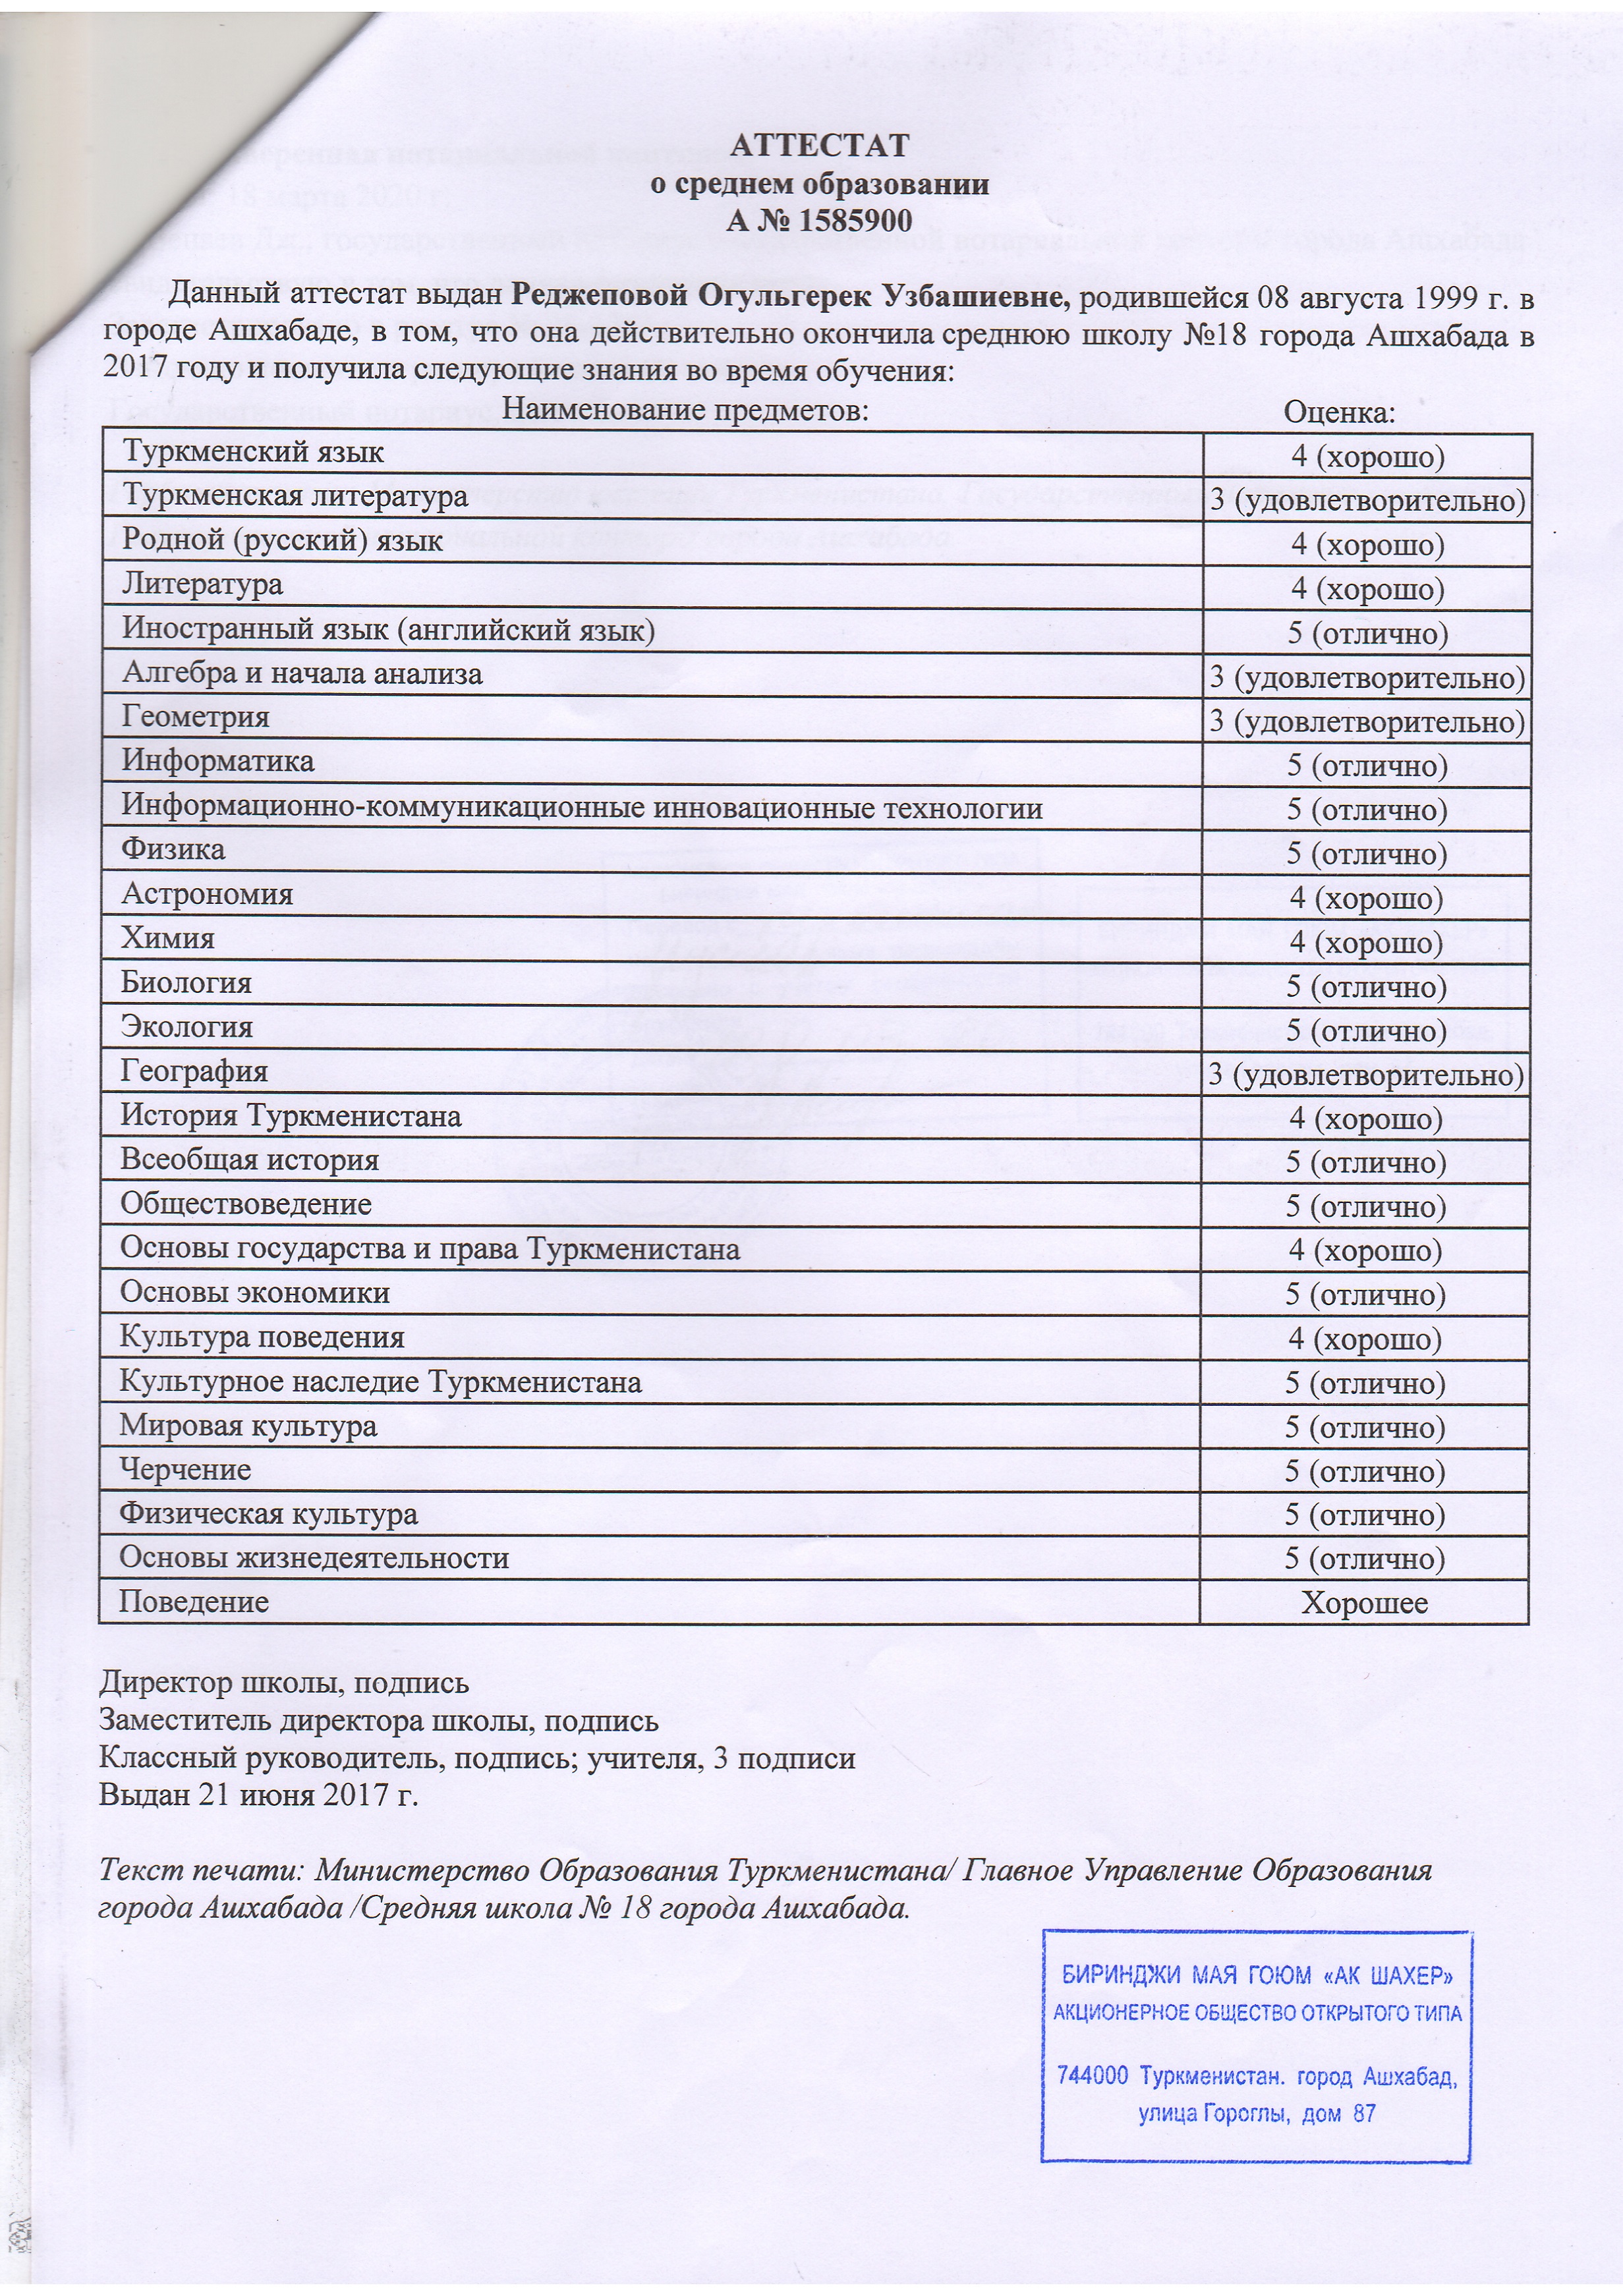 АТТЕСТАТ
о среднем образовании
А № 1585900
Данный аттестат выдан Реджеповой Огульгерек Узбашиевне, родившейся 08 августа 1999 г. в
городе Ашхабаде, в том, что она действительно окончила среднюю школу №18 города Ашхабада в
2017 году и получила следующие знания во время обучения:
Наименование предметов: Оценка:
Туркменский язык 4 (хорошо)
Туркменская литература 3 (удовлетворительно)
Родной (русский) язык 4 (хорошо)
Литература 4 (хорошо)
Иностранный язык (английский язык) 5 (отлично)
Алгебра и начала анализа 3 (удовлетворительно)
Геометрия 3 (удовлетворительно)
Информатика 5 (отлично)
Информационно-коммуникационные инновационные технологии 5 (отлично)
Физика 5 (отлично)
Астрономия 4 (хорошо)
Химия 4 (хорошо)
Биология 5 (отлично)
Экология 5 (отлично)
География 3 (удовлетворительно)
История Туркменистана 4 (хорошо)
Всеобщая история 5 (отлично)
Обществоведение 5 (отлично)
Основы государства и права Туркменистана 4 (хорошо)
Основы экономики 5 (отлично)
Культура поведения 4 (хорошо)
Культурное наследие Туркменистана 5 (отлично)
Мировая культура 5 (отлично)
Черчение 5 (отлично)
Физическая культура 5 (отлично)
Основы жизнедеятельности 5 (отлично)
Поведение Хорошее
Директор школы, подпись
Заместитель директора школы, подпись
Классный руководитель, подпись; учителя, 3 подписи
Выдан 21 июня 2017 г.
Текст печати: Министерство Образования Туркменистана/ Главное Управление Образования
города Ашхабада /Средняя школа № 18 города Ашхабада.
БИРИНДЖИ МАЯ ГОЮМ «АК ШАХЕР»
АКЦИОНЕРНОЕ ОБЩЕСТВО ОТКРЫТОГО ТИПА
744000 Туркменистан. город Ашхабад,
улица Гороглы, дом 87